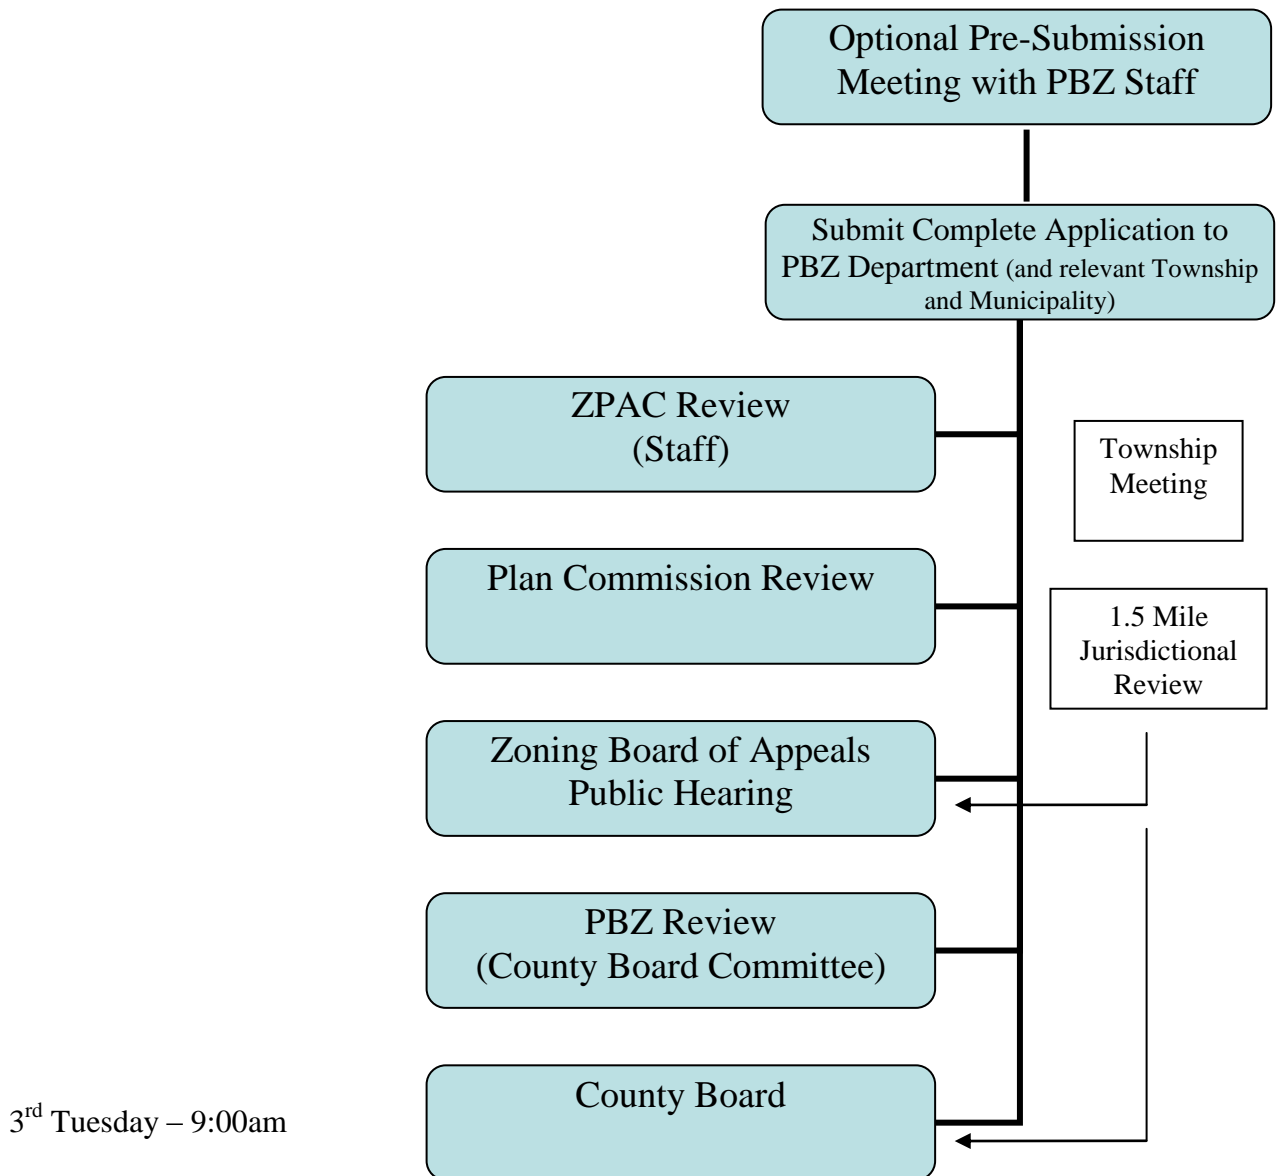 Optional Pre-Submission
Meeting with PBZ Staff
Submit Complete Application to
PBZ Department (and relevant Township
and Municipality)
ZPAC Review
(Staff)
Township
Meeting
Plan Commission Review
1.5 Mile
Jurisdictional
Review
Zoning Board of Appeals
Public Hearing
PBZ Review
(County Board Committee)
County Board
3rd Tuesday – 9:00am